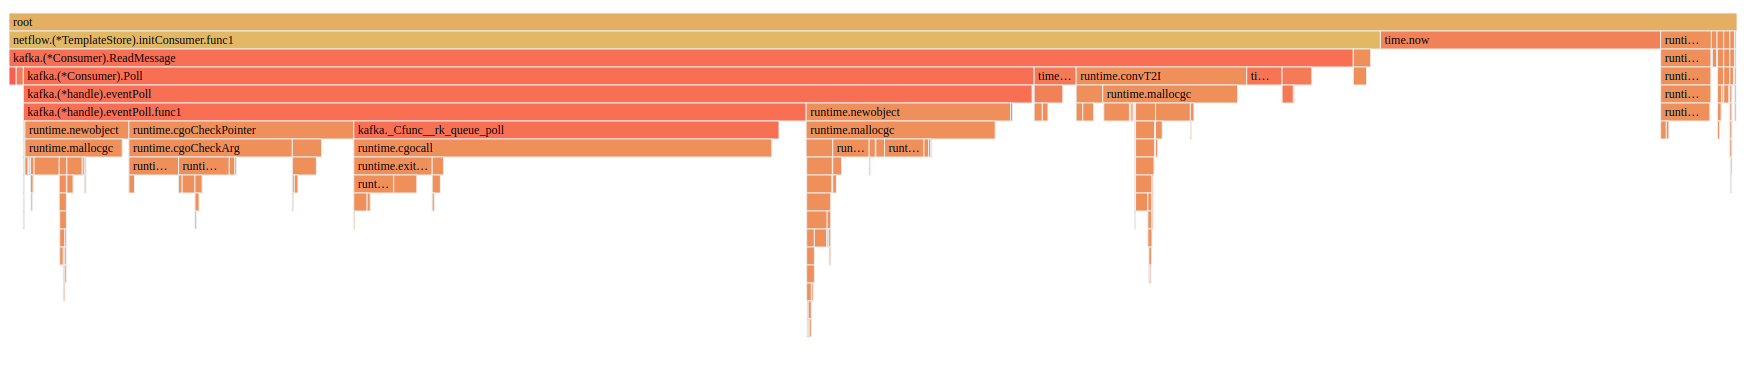 root
netflow.(*TemplateStore).initConsumer.func1 time.now runti...
kafka.(*Consumer).ReadMessage runti...
kafka.(*Consumer).Poll time... runtime.convT2I ti... runti...
kafka.(*handle).eventPoll runtime.mallocgc runti...
kafka.(*handle).eventPoll.func1 runtime.newobject runti...
runtime.newobject runtime.cgoCheckPointer kafka._Cfunc__rk_queue_poll runtime.mallocgc
runtime.mallocgc runtime.cgoCheckArg runtime.cgocall run... runt...
runti... runti... runtime.exit...
runt...